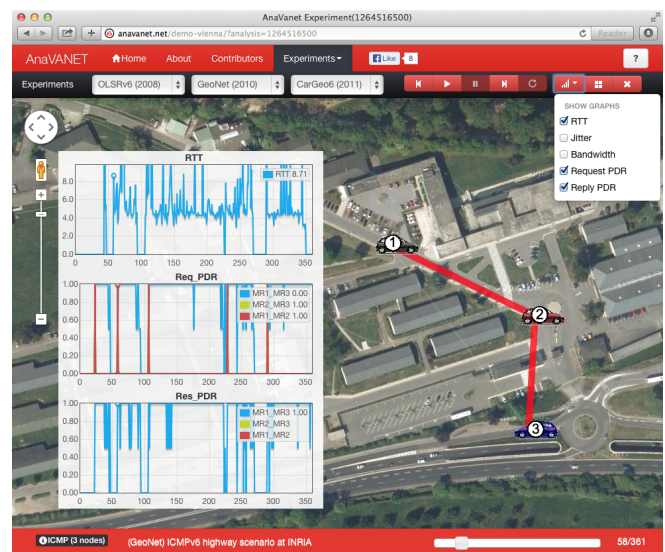 AnaVanet Experiment(1264516500)
anavanet.net/demo-vienna/?analysis=1264516500
Reader
AnaVANET Home About Contributors Experiments Like 8 ?
Experiments OLSRv6 (2008) GeoNet (2010) CarGeo6 (2011)
SHOW GRAPHS
RTT
Jitter
Bandwidth
Request PDR
Reply PDR
RTT
RTT 8.71
8.0
6.0
4.0
2.0
0.0
0 50 100 150 200 250 300 350
Req_PDR
MR1_MR3 0.00
MR2_MR3 1.00
MR1_MR2 1.00
1.00
0.80
0.60
0.40
0.20
0.00
0 50 100 150 200 250 300 350
Res_PDR
MR1_MR3 1.00
MR2_MR3
MR1_MR2
1.00
0.80
0.60
0.40
0.20
0.00
0 50 100 150 200 250 300 350
1
2
3
ICMP (3 nodes) (GeoNet) ICMPv6 highway scenario at INRIA 58/361